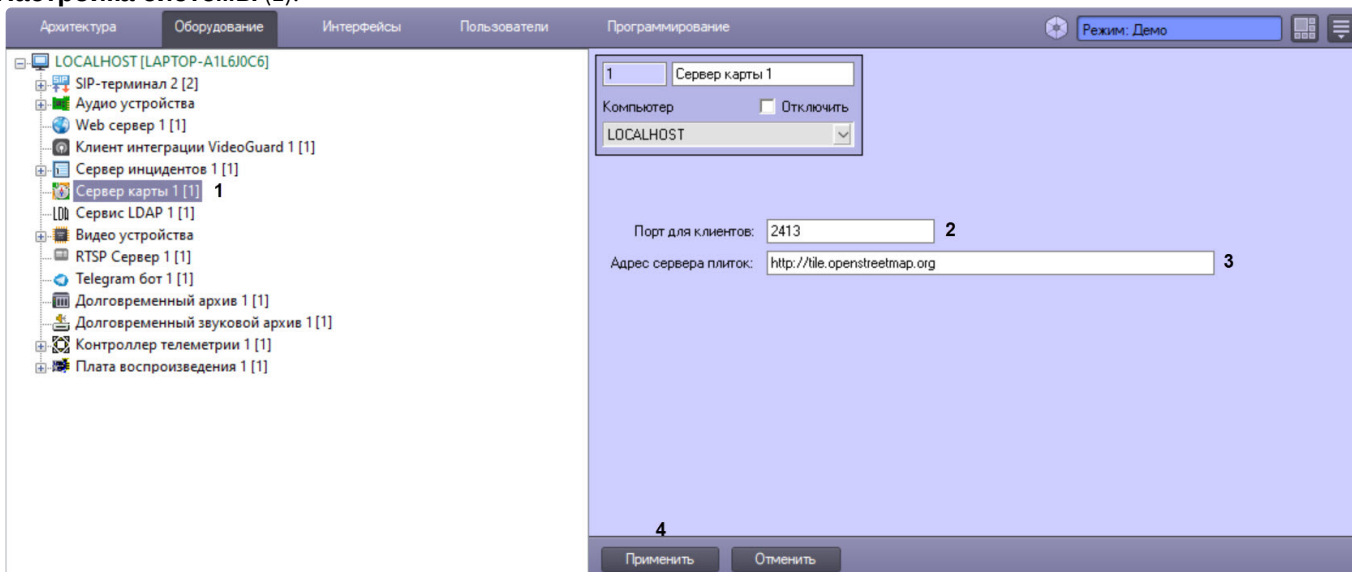 Настройка системы (1).
Архитектура Оборудование Интерфейсы Пользователи Программирование Режим: Демо
LOCALHOST [LAPTOP-A1L6J0C6]
SIP-терминал 2 [2]
Аудио устройства
Web сервер 1 [1]
Клиент интеграции VideoGuard 1 [1]
Сервер инцидентов 1 [1]
Сервер карты 1 [1] 1
LDA Сервис LDAP 1 [1]
Видео устройства
RTSP Сервер 1 [1]
Telegram бот 1 [1]
Долговременный архив 1 [1]
Долговременный звуковой архив 1 [1]
Контроллер телеметрии 1 [1]
Плата воспроизведения 1 [1]
1 Сервер карты 1
Компьютер Отключить
LOCALHOST
Порт для клиентов: 2413 2
Адрес сервера плиток: http://tile.openstreetmap.org 3
4
Применить Отменить